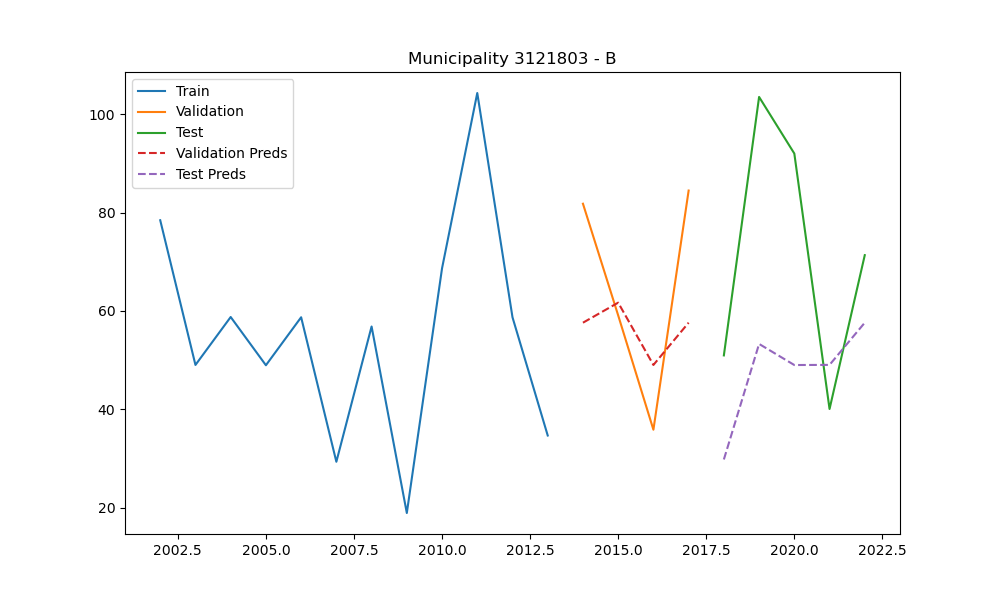 Municipality 3121803 - B
Train
Validation
Test
Validation Preds
Test Preds
100
80
60
40
20
2002.5 2005.0 2007.5 2010.0 2012.5 2015.0 2017.5 2020.0 2022.5